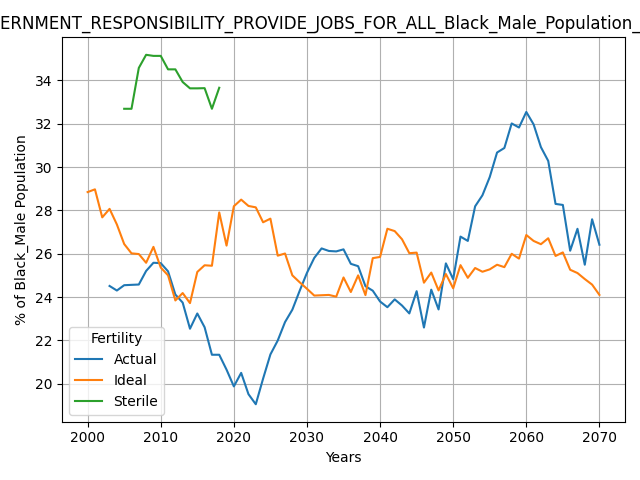 ERNMENT_RESPONSIBILITY_PROVIDE_JOBS_FOR_ALL_Black_Male_Population_
% of Black_Male Population
34
32
30
28
26
24
22
20
Fertility
Actual
Ideal
Sterile
2000 2010 2020 2030 2040 2050 2060 2070
Years